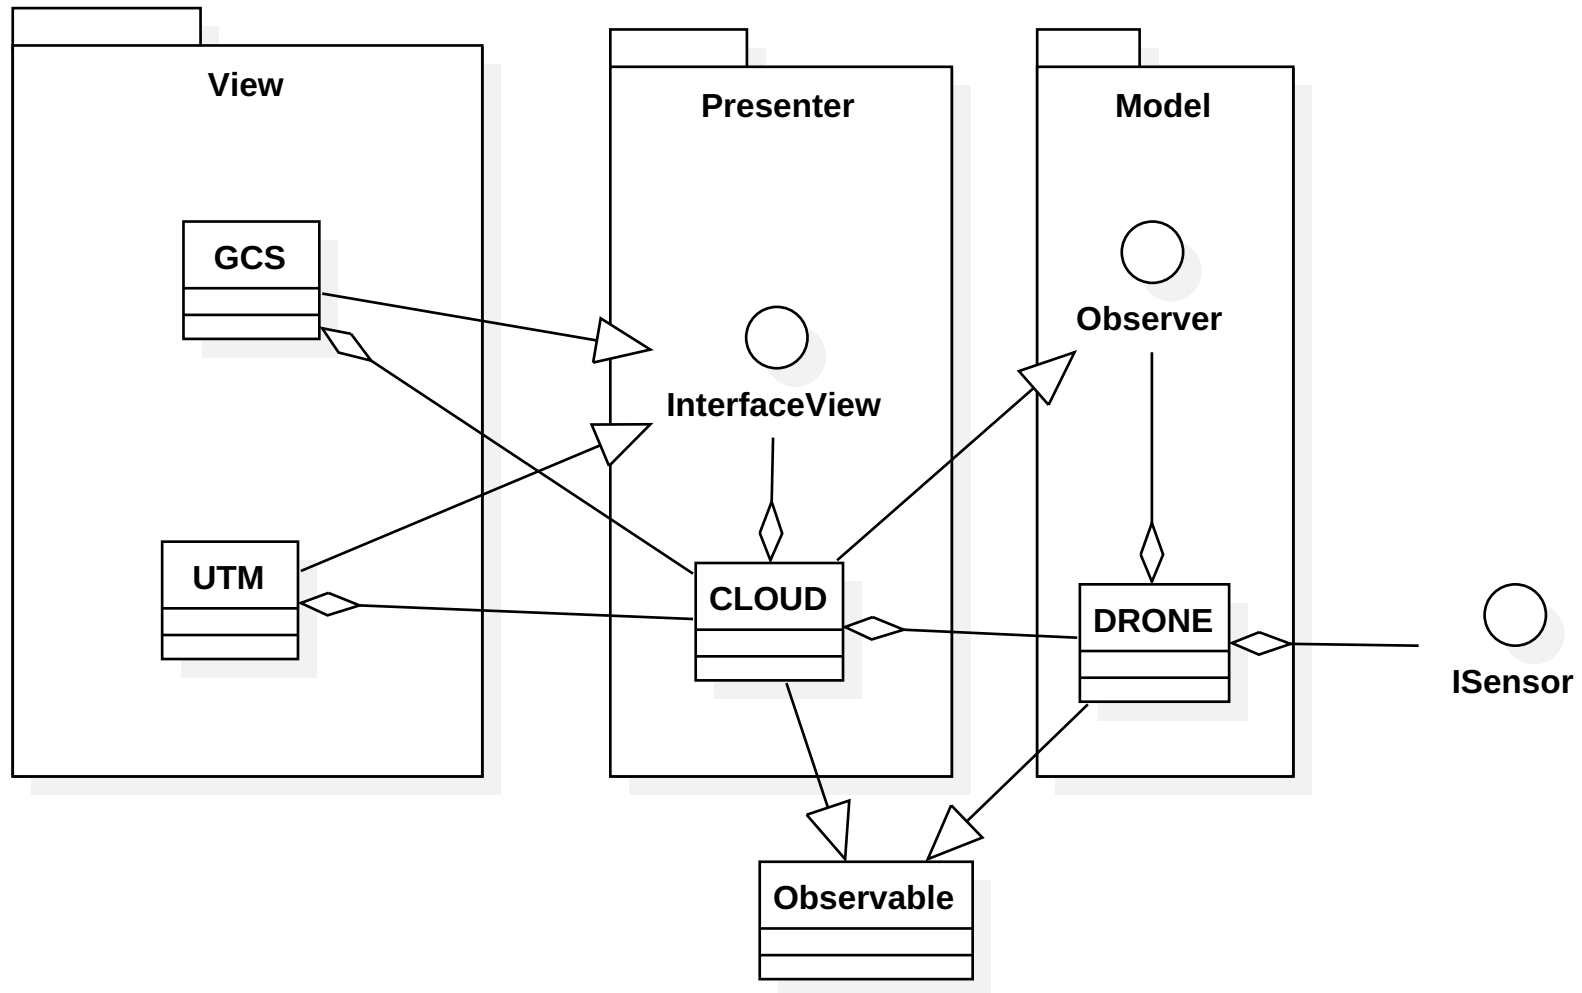 View
Presenter
Model
GCS
Observer
InterfaceView
UTM
CLOUD
DRONE
ISensor
Observable